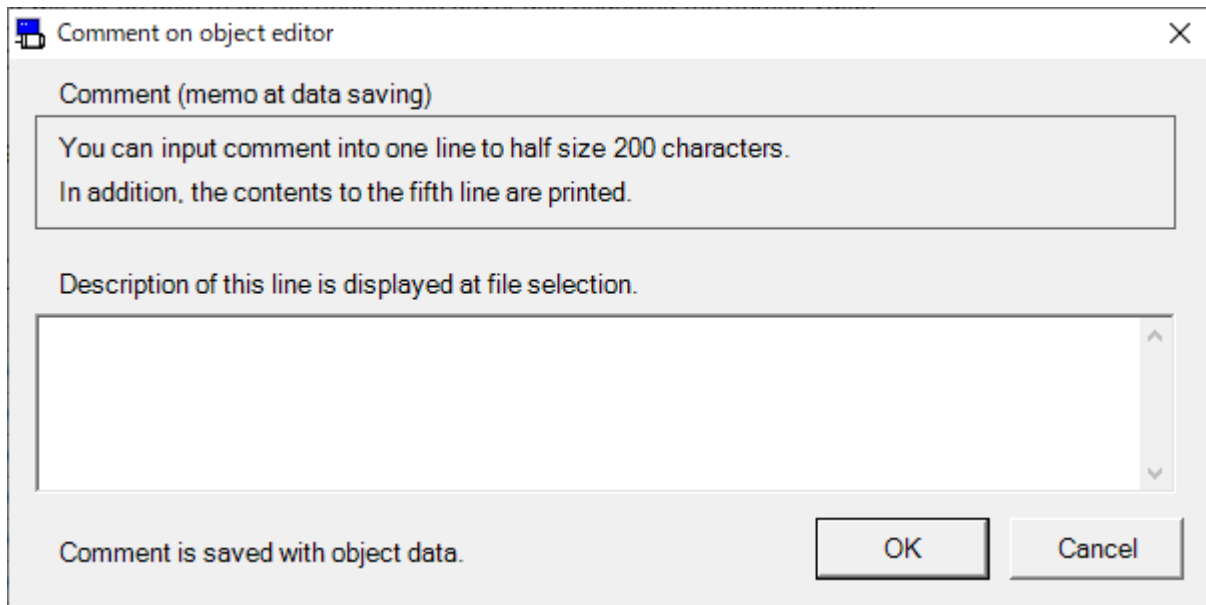 Comment on object editor
Comment (memo at data saving)
You can input comment into one line to half size 200 characters.
In addition, the contents to the fifth line are printed.
Description of this line is displayed at file selection.
Comment is saved with object data.
OK
Cancel